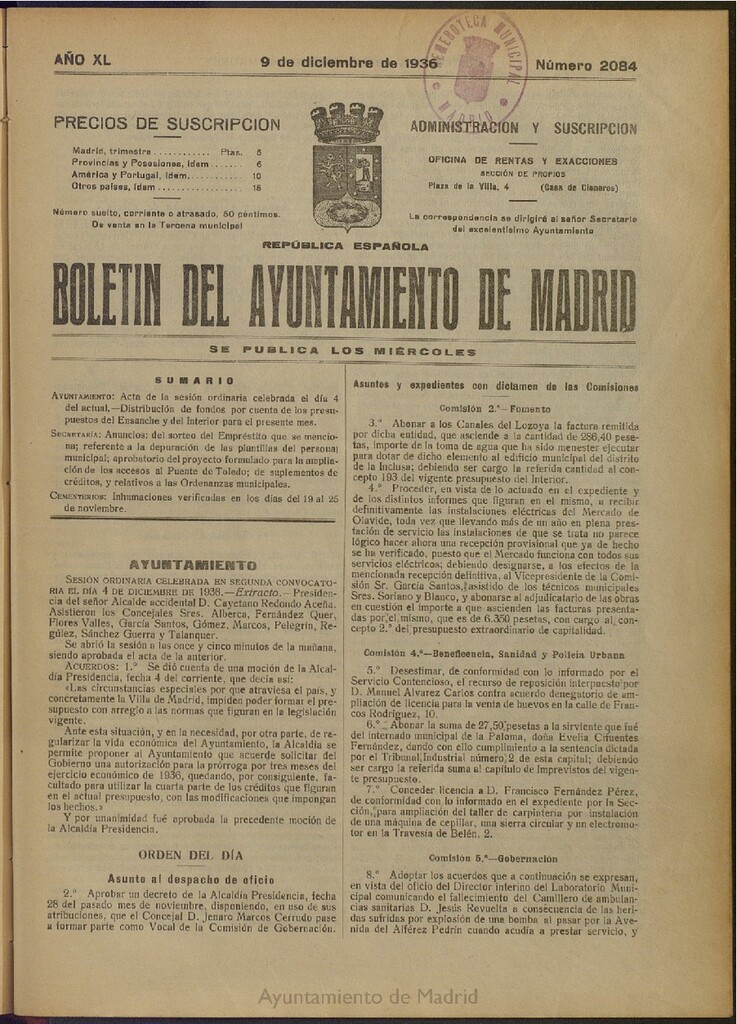 AÑO XL
9 de diciembre de 1936
Número 2084
HEMEROTECA MUNICIPAL
MADRID
PRECIOS DE SUSCRIPCION
Madrid, trimestre ........... Ptas. 5
Provincias y Posesiones, ídem ...... 6
América y Portugal, ídem ........... 10
Otros países, ídem ................. 18
Número suelto, corriente o atrasado, 50 céntimos.
De venta en la Tercena municipal
ADMINISTRACION Y SUSCRIPCION
OFICINA DE RENTAS Y EXACCIONES
SECCIÓN DE PROPIOS
Plaza de la Villa, 4 (Casa de Cisneros)
La correspondencia se dirigirá al señor Secretario
del excelentísimo Ayuntamiento
REPÚBLICA ESPAÑOLA
BOLETIN DEL AYUNTAMIENTO DE MADRID
SE PUBLICA LOS MIÉRCOLES
SUMARIO
AYUNTAMIENTO: Acta de la sesión ordinaria celebrada el día 4
del actual.—Distribución de fondos por cuenta de los presu-
puestos del Ensanche y del Interior para el presente mes.
SECRETARÍA: Anuncios: del sorteo del Empréstito que se mencio-
na; referente a la depuración de las plantillas del personal
municipal; aprobatorio del proyecto formulado para la amplia-
ción de los accesos al Puente de Toledo; de suplementos de
créditos, y relativos a las Ordenanzas municipales.
CEMENTERIOS: Inhumaciones verificadas en los días del 19 al 25
de noviembre.
AYUNTAMIENTO
SESIÓN ORDINARIA CELEBRADA EN SEGUNDA CONVOCATO-
RIA EL DÍA 4 DE DICIEMBRE DE 1936.—Extracto.—Presiden-
cia del señor Alcalde accidental D. Cayetano Redondo Aceña.
Asistieron los Concejales Sres. Alberca, Fernández Quer,
Flores Valles, García Santos, Gómez, Marcos, Pelegrín, Re-
gúlez, Sánchez Guerra y Talanquer.
Se abrió la sesión a las once y cinco minutos de la mañana,
siendo aprobada el acta de la anterior.
ACUERDOS: 1.º Se dió cuenta de una moción de la Alcal-
día Presidencia, fecha 4 del corriente, que decía así:
«Las circunstancias especiales por que atraviesa el país, y
concretamente la Villa de Madrid, impiden poder formar el pre-
supuesto con arreglo a las normas que figuran en la legislación
vigente.
Ante esta situación, y en la necesidad, por otra parte, de re-
gularizar la vida económica del Ayuntamiento, la Alcaldía se
permite proponer al Ayuntamiento que acuerde solicitar del
Gobierno una autorización para la prórroga por tres meses del
ejercicio económico de 1936, quedando, por consiguiente, fa-
cultado para utilizar la cuarta parte de los créditos que figuran
en el actual presupuesto, con las modificaciones que impongan
los hechos.»
Y por unanimidad fué aprobada la precedente moción de
la Alcaldía Presidencia.
ORDEN DEL DÍA
Asunto al despacho de oficio
2.º Aprobar un decreto de la Alcaldía Presidencia, fecha
28 del pasado mes de noviembre, disponiendo, en uso de sus
atribuciones, que el Concejal D. Jenaro Marcos Cerrudo pase
a formar parte como Vocal de la Comisión de Gobernación.
Asuntos y expedientes con dictamen de las Comisiones
Comisión 2.ª—Fomento
3.º Abonar a los Canales del Lozoya la factura remitida
por dicha entidad, que asciende a la cantidad de 286,40 pese-
tas, importe de la toma de agua que ha sido menester ejecutar
para dotar de dicho elemento al edificio municipal del distrito
de la Inclusa; debiendo ser cargo la referida cantidad al con-
cepto 193 del vigente presupuesto del Interior.
4.º Proceder, en vista de lo actuado en el expediente y
de los distintos informes que figuran en el mismo, a recibir
definitivamente las instalaciones eléctricas del Mercado de
Olavide, toda vez que llevando más de un año en plena pres-
tación de servicio las instalaciones de que se trata no parece
lógico hacer ahora una recepción provisional que ya de hecho
se ha verificado, puesto que el Mercado funciona con todos sus
servicios eléctricos; debiendo designarse, a los efectos de la
mencionada recepción definitiva, al Vicepresidente de la Comi-
sión Sr. García Santos, asistido de los técnicos municipales
Sres. Soriano y Blanco, y abonarse al adjudicatario de las obras
en cuestión el importe a que ascienden las facturas presenta-
das por el mismo, que es de 6.350 pesetas, con cargo al con-
cepto 2.º del presupuesto extraordinario de capitalidad.
Comisión 4.ª—Beneficencia, Sanidad y Policía Urbana
5.º Desestimar, de conformidad con lo informado por el
Servicio Contencioso, el recurso de reposición interpuesto por
D. Manuel Alvarez Carlos contra acuerdo denegatorio de am-
pliación de licencia para la venta de huevos en la calle de Fran-
cos Rodríguez, 10.
6.º Abonar la suma de 27,50 pesetas a la sirviente que fué
del internado municipal de la Paloma, doña Evelia Cifuentes
Fernández, dando con ello cumplimiento a la sentencia dictada
por el Tribunal Industrial número 2 de esta capital; debiendo
ser cargo la referida suma al capítulo de Imprevistos del vigen-
te presupuesto.
7.º Conceder licencia a D. Francisco Fernández Pérez,
de conformidad con lo informado en el expediente por la Sec-
ción, para ampliación del taller de carpintería por instalación
de una máquina de cepillar, una sierra circular y un electromo-
tor en la Travesía de Belén, 2.
Comisión 5.ª—Gobernación
8.º Adoptar los acuerdos que a continuación se expresan,
en vista del oficio del Director interino del Laboratorio Muni-
cipal comunicando el fallecimiento del Camillero de ambulan-
cias sanitarias D. Jesús Revuelta a consecuencia de las heri-
das sufridas por explosión de una bomba al pasar por la Ave-
nida del Alférez Pedrín cuando acudía a prestar servicio, y
Ayuntamiento de Madrid